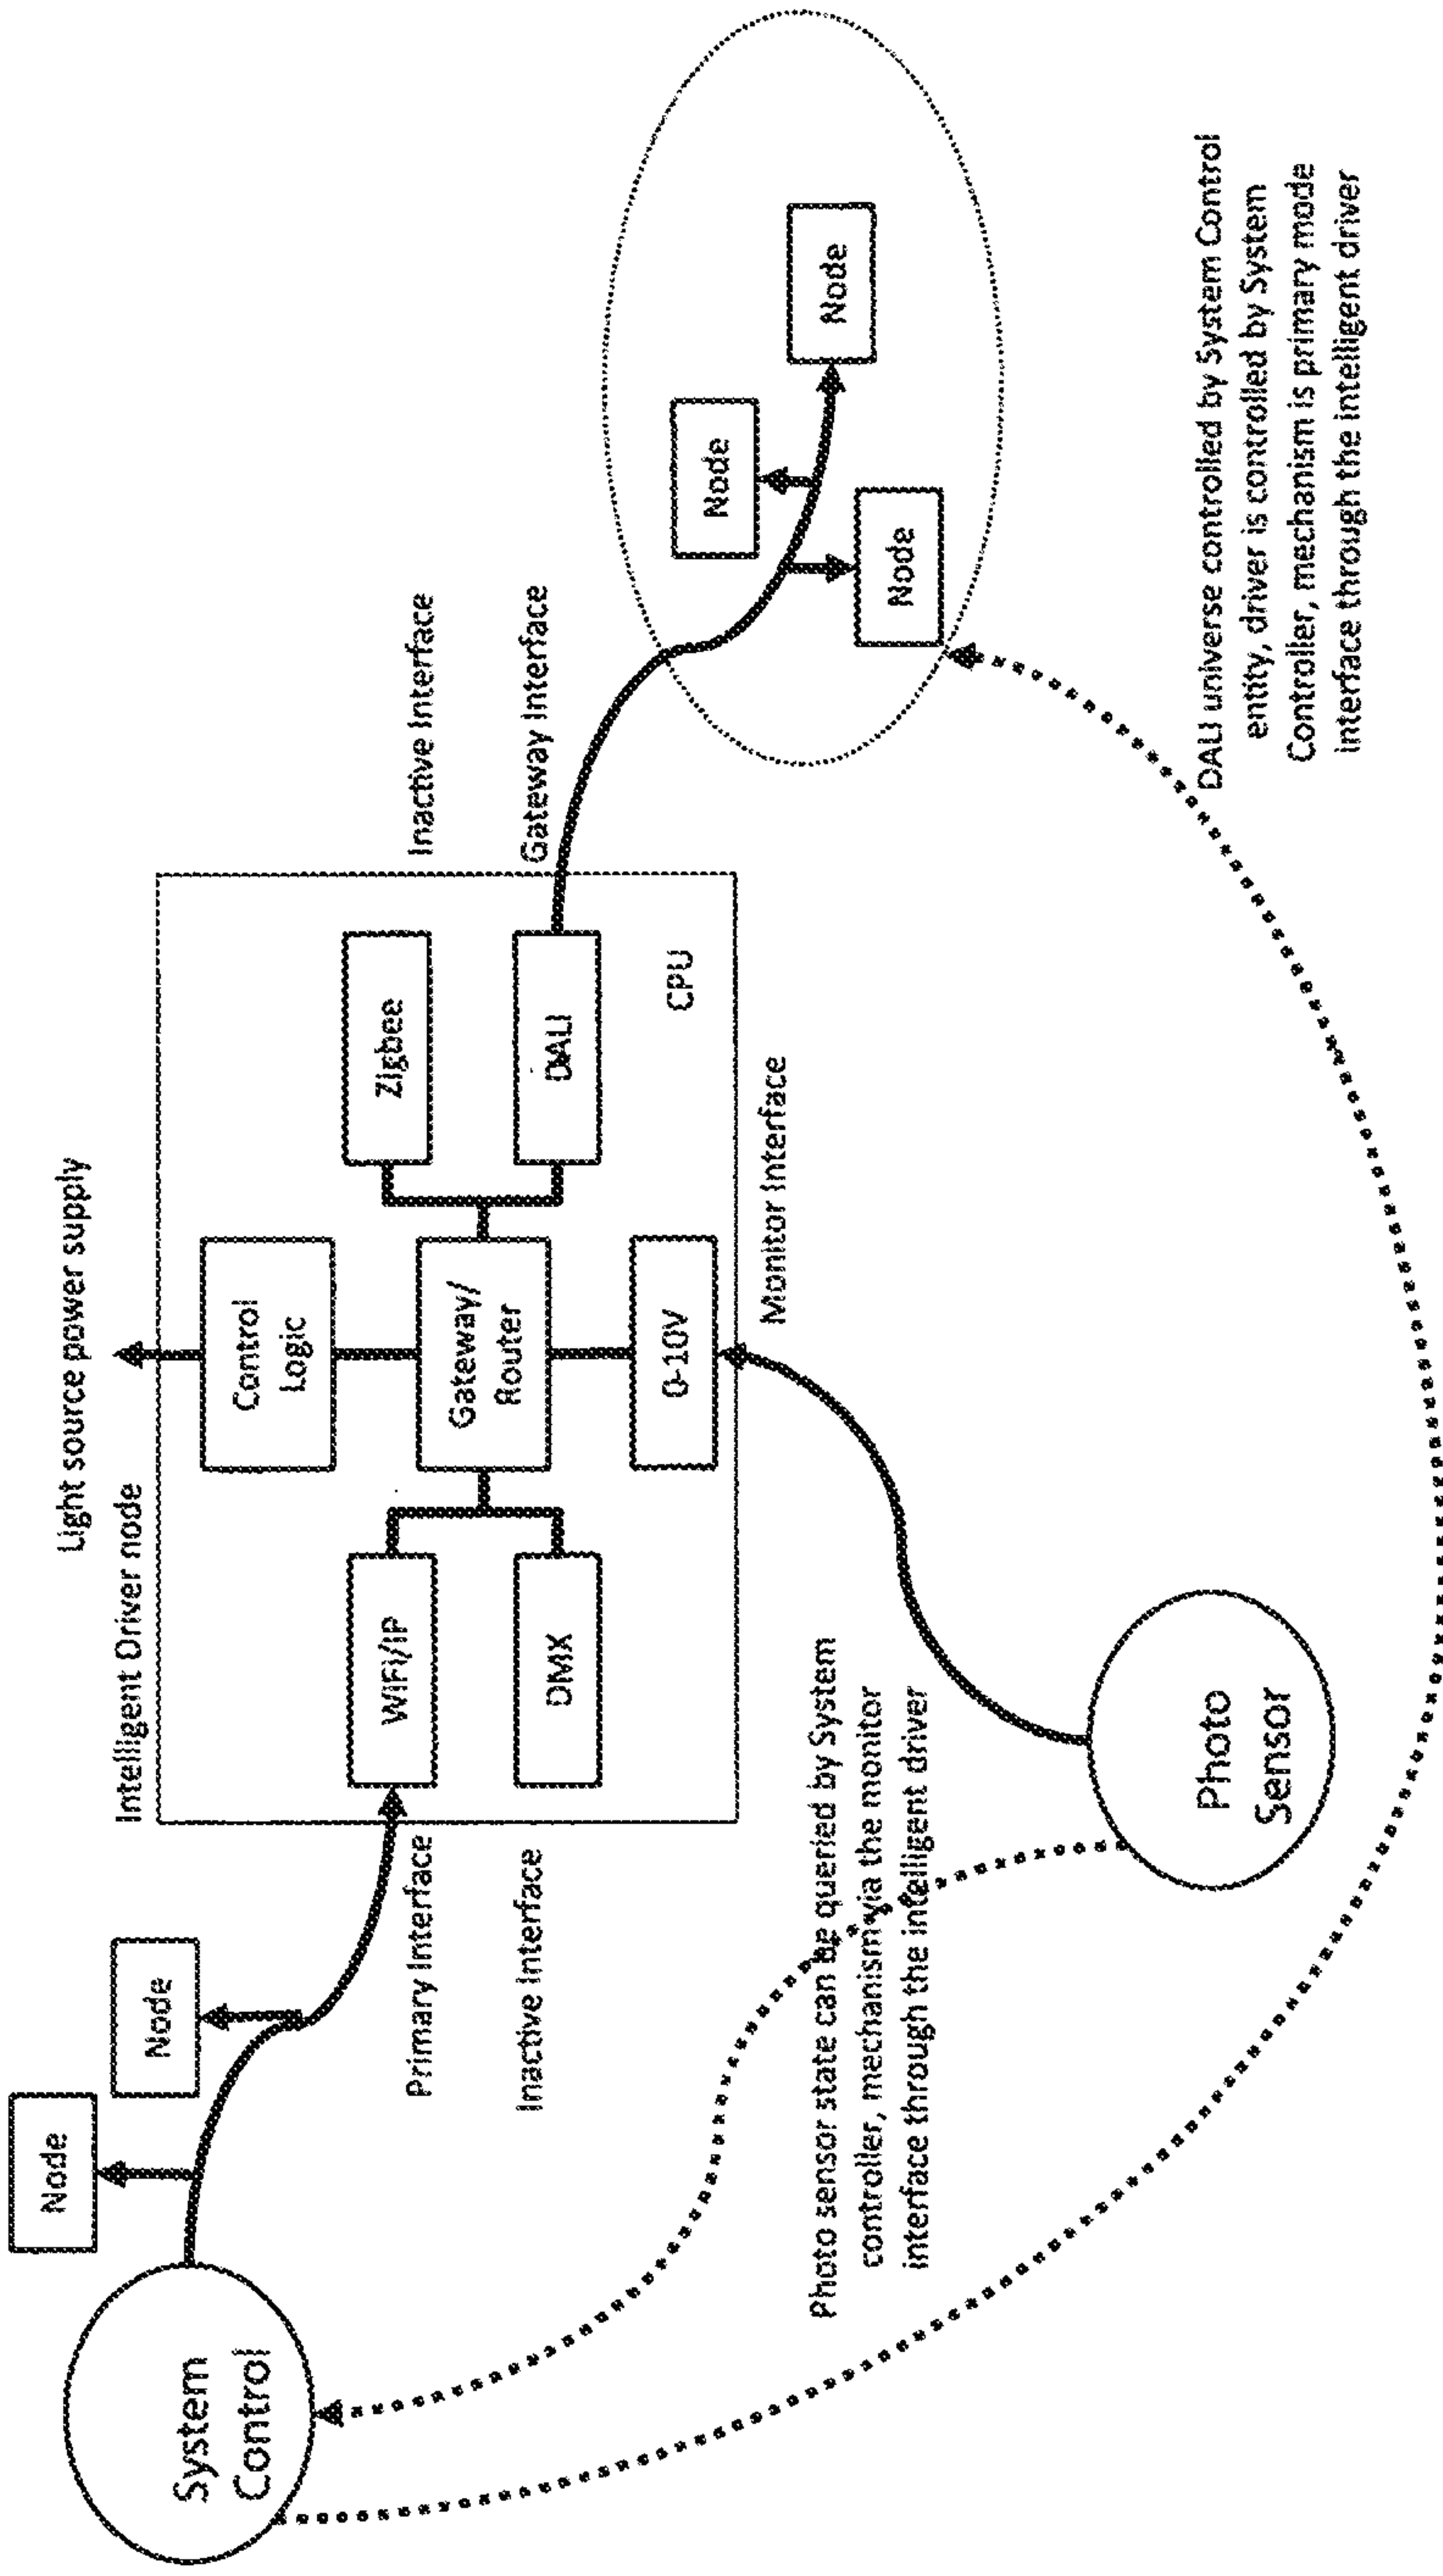 Light source power supply
Intelligent Driver node
Node
Node
System
Control
Control
Logic
WiFi/IP
Zigbee
Primary Interface
Inactive Interface
Gateway/
Router
Inactive Interface
DMX
DALI
Gateway Interface
0-10V
CPU
Node
Node
Node
Monitor Interface
Photo sensor state can be queried by System
controller, mechanism via the monitor
interface through the intelligent driver
Photo
Sensor
DALI universe controlled by System Control
entity, driver is controlled by System
Controller, mechanism is primary mode
interface through the intelligent driver